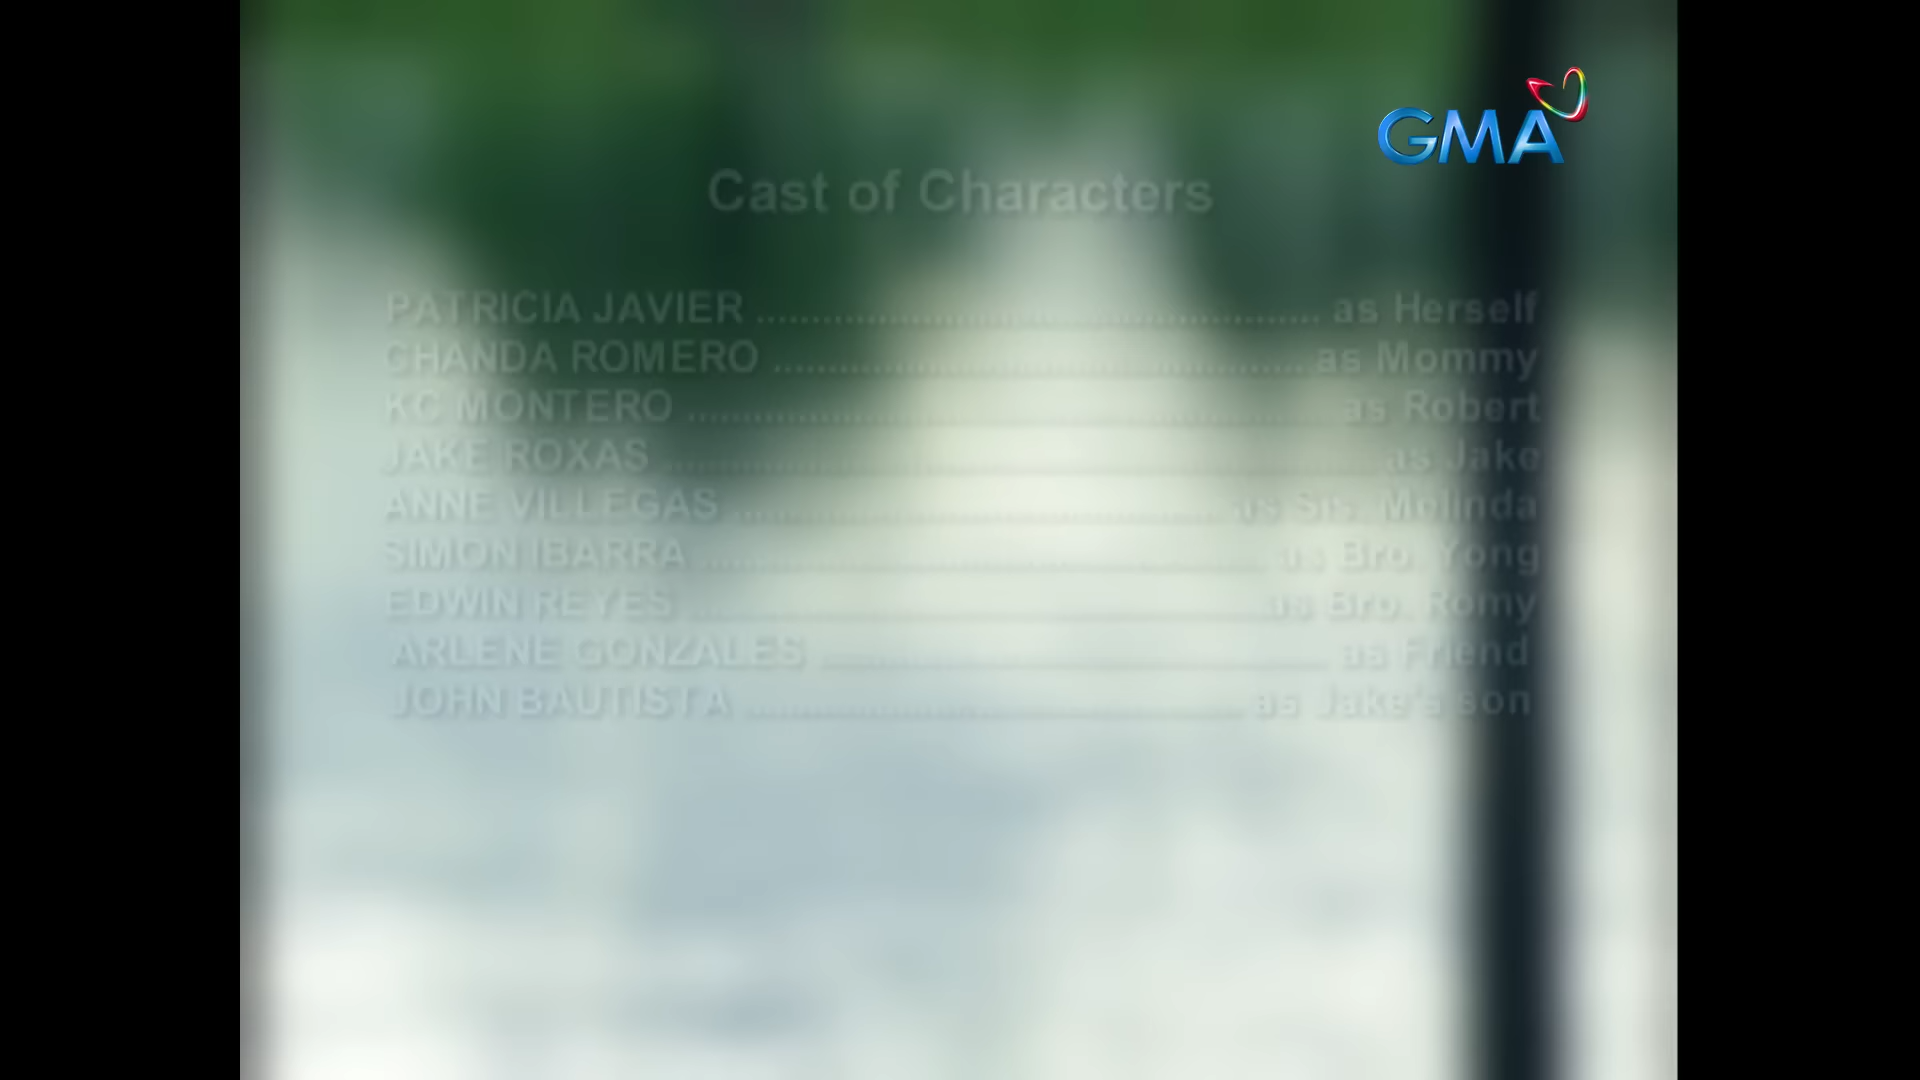 GMA
Cast of Characters
PATRICIA JAVIER ............................................................ as Herself
CHANDA ROMERO ......................................................... as Mommy
KC MONTERO ...................................................................... as Robert
JAKE ROXAS ............................................................................ as Jake
ANNE VILLEGAS .................................................... as Sis. Melinda
SIMON IBARRA ............................................................ as Bro. Yong
EDWIN REYES ............................................................. as Bro. Romy
ARLENE GONZALES ...................................................... as Friend
JOHN BAUTISTA ..................................................... as Jake's son